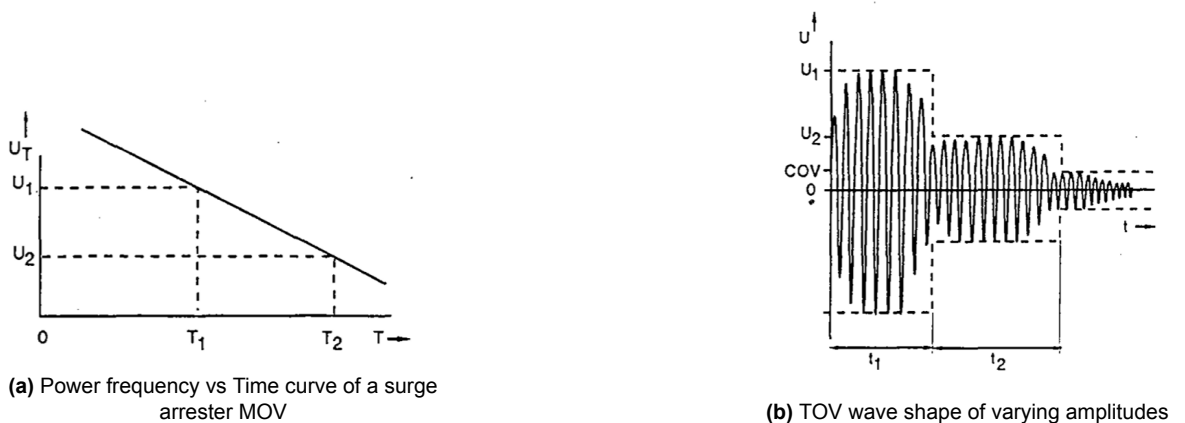 U_T
U_1
U_2
0
T_1
T_2
T
(a) Power frequency vs Time curve of a surge
arrester MOV
U
U_1
U_2
COV
0
t
t_1
t_2
(b) TOV wave shape of varying amplitudes